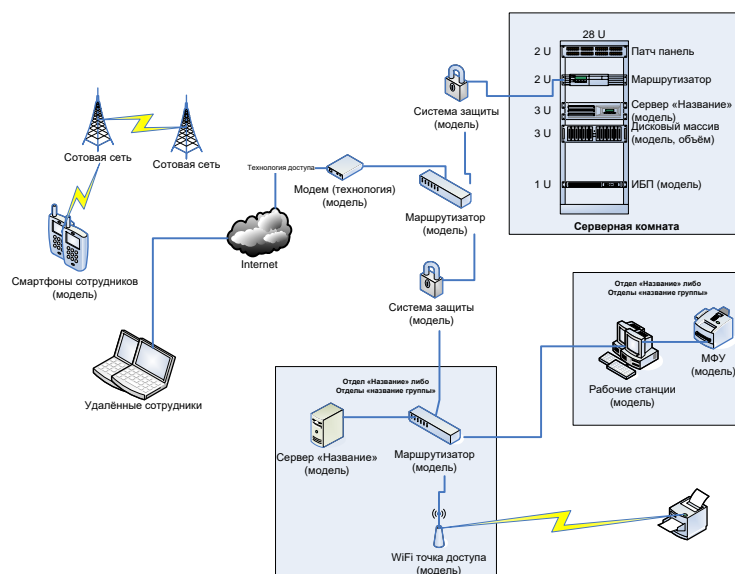 28 U
2 U
Патч панель
2 U
Маршрутизатор
3 U
Сервер «Название»
(модель)
3 U
Дисковый массив
(модель, объём)
1 U
ИБП (модель)
Серверная комната
Система защиты
(модель)
Сотовая сеть
Сотовая сеть
Технология доступа
Модем (технология)
(модель)
Маршрутизатор
(модель)
Internet
Смартфоны сотрудников
(модель)
Система защиты
(модель)
Отдел «Название» либо
Отделы «название группы»
МФУ
(модель)
Рабочие станции
(модель)
Удалённые сотрудники
Отдел «Название» либо
Отделы «название группы»
Сервер «Название»
(модель)
Маршрутизатор
(модель)
WiFi точка доступа
(модель)